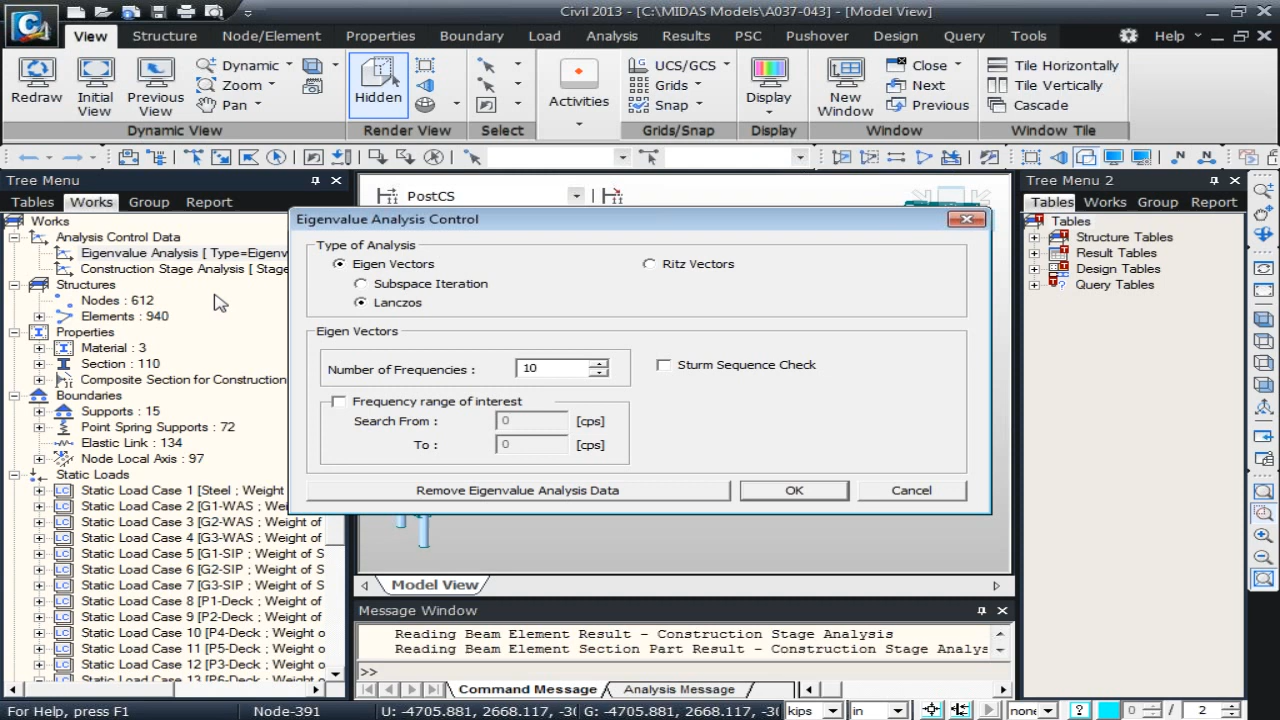 Civil 2013 - [C:\MIDAS Models\A037-043] - [Model View]
View Structure Node/Element Properties Boundary Load Analysis Results PSC Pushover Design Query Tools Help
Redraw
Initial View
Previous View
Dynamic
Zoom
Pan
Hidden
Activities
UCS/GCS
Grids
Snap
Display
New Window
Close
Next
Previous
Tile Horizontally
Tile Vertically
Cascade
Dynamic View Render View Select Grids/Snap Display Window Window Tile
Tree Menu
Tables Works Group Report
Works
Analysis Control Data
Eigenvalue Analysis [ Type=Eigenv
Construction Stage Analysis [ Stage
Structures
Nodes : 612
Elements : 940
Properties
Material : 3
Section : 110
Composite Section for Construction
Boundaries
Supports : 15
Point Spring Supports : 72
Elastic Link : 134
Node Local Axis : 97
Static Loads
Static Load Case 1 [Steel ; Weight
Static Load Case 2 [G1-WAS ; Wei
Static Load Case 3 [G2-WAS ; Wei
Static Load Case 4 [G3-WAS ; Wei
Static Load Case 5 [G1-SIP ; Weight of S
Static Load Case 6 [G2-SIP ; Weight of S
Static Load Case 7 [G3-SIP ; Weight of S
Static Load Case 8 [P1-Deck ; Weight of
Static Load Case 9 [P2-Deck ; Weight of
Static Load Case 10 [P4-Deck ; Weight o
Static Load Case 11 [P5-Deck ; Weight o
Static Load Case 12 [P3-Deck ; Weight o
PostCS
Eigenvalue Analysis Control
Type of Analysis
Eigen Vectors
Ritz Vectors
Subspace Iteration
Lanczos
Eigen Vectors
Number of Frequencies : 10
Sturm Sequence Check
Frequency range of interest
Search From : 0 [cps]
To : 0 [cps]
Remove Eigenvalue Analysis Data OK Cancel
Model View
Message Window
Reading Beam Element Result - Construction Stage Analysis
Reading Beam Element Section Part Result - Construction Stage Analys
>>
Command Message Analysis Message
Tree Menu 2
Tables Works Group Report
Tables
Structure Tables
Result Tables
Design Tables
Query Tables
For Help, press F1 Node-391 U: -4705.881, 2668.117, -3( G: -4705.881, 2668.117, -3( kips in none 0 / 2